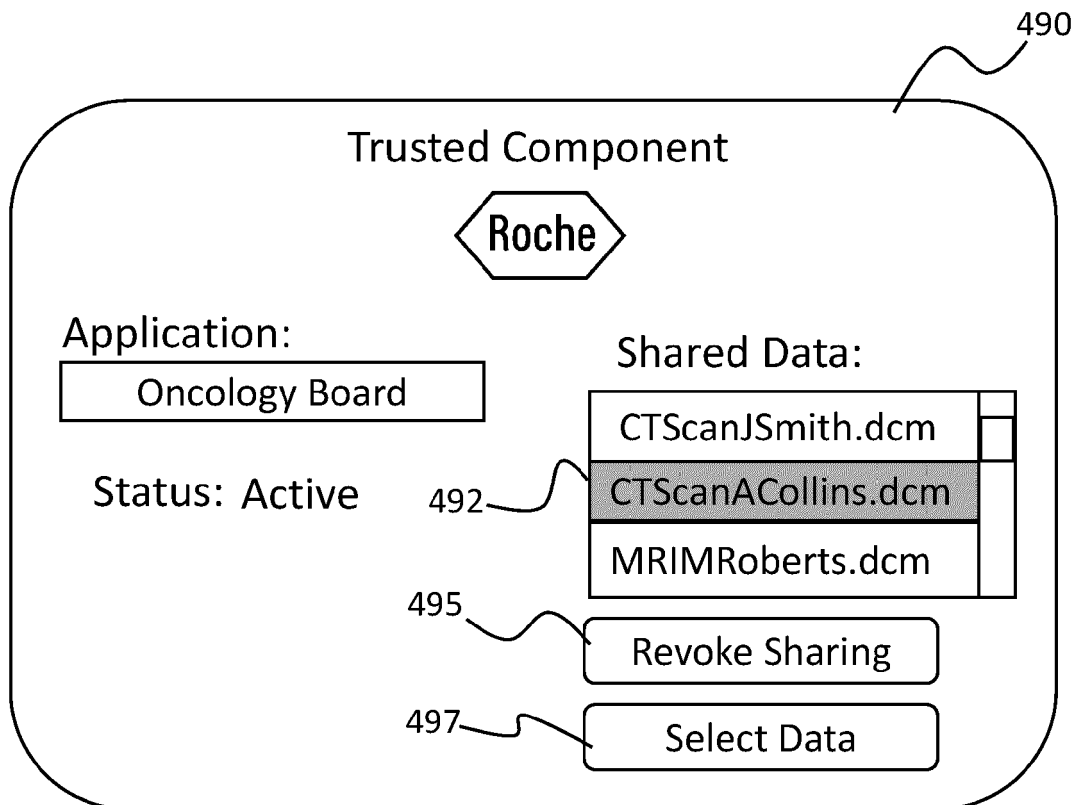 490
Trusted Component
Roche
Application:
Oncology Board
Status: Active
Shared Data:
CTScanJSmith.dcm
492
CTScanACollins.dcm
MRIMRoberts.dcm
495
Revoke Sharing
497
Select Data